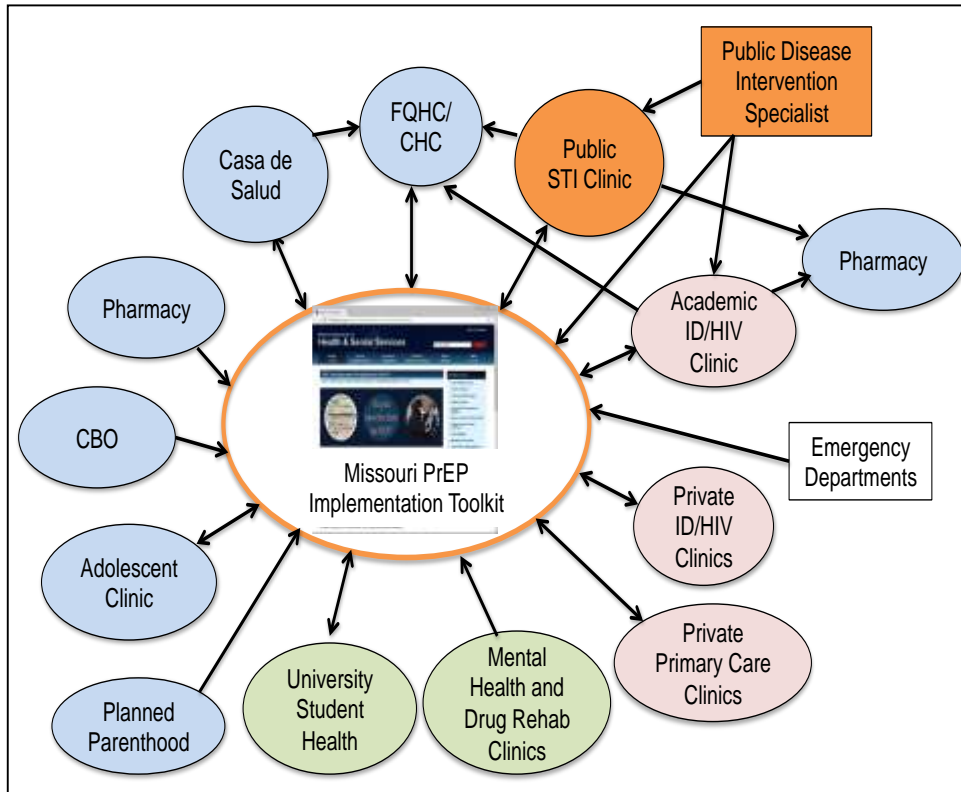 Public Disease
Intervention
Specialist
FQHC/
CHC
Casa de
Salud
Public
STI Clinic
Pharmacy
Pharmacy
Academic
ID/HIV
Clinic
Health & Senior Services
CBO
Missouri PrEP
Implementation Toolkit
Emergency
Departments
Private
ID/HIV
Clinics
Adolescent
Clinic
Private
Primary Care
Clinics
Mental
Health and
Drug Rehab
Clinics
University
Student
Health
Planned
Parenthood